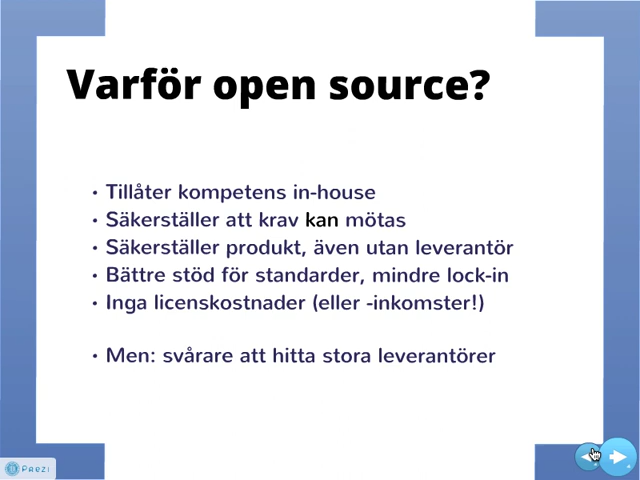 Varför open source?
• Tillåter kompetens in-house
• Säkerställer att krav kan mötas
• Säkerställer produkt, även utan leverantör
• Bättre stöd för standarder, mindre lock-in
• Inga licenskostnader (eller -inkomster!)
• Men: svårare att hitta stora leverantörer
Prezi